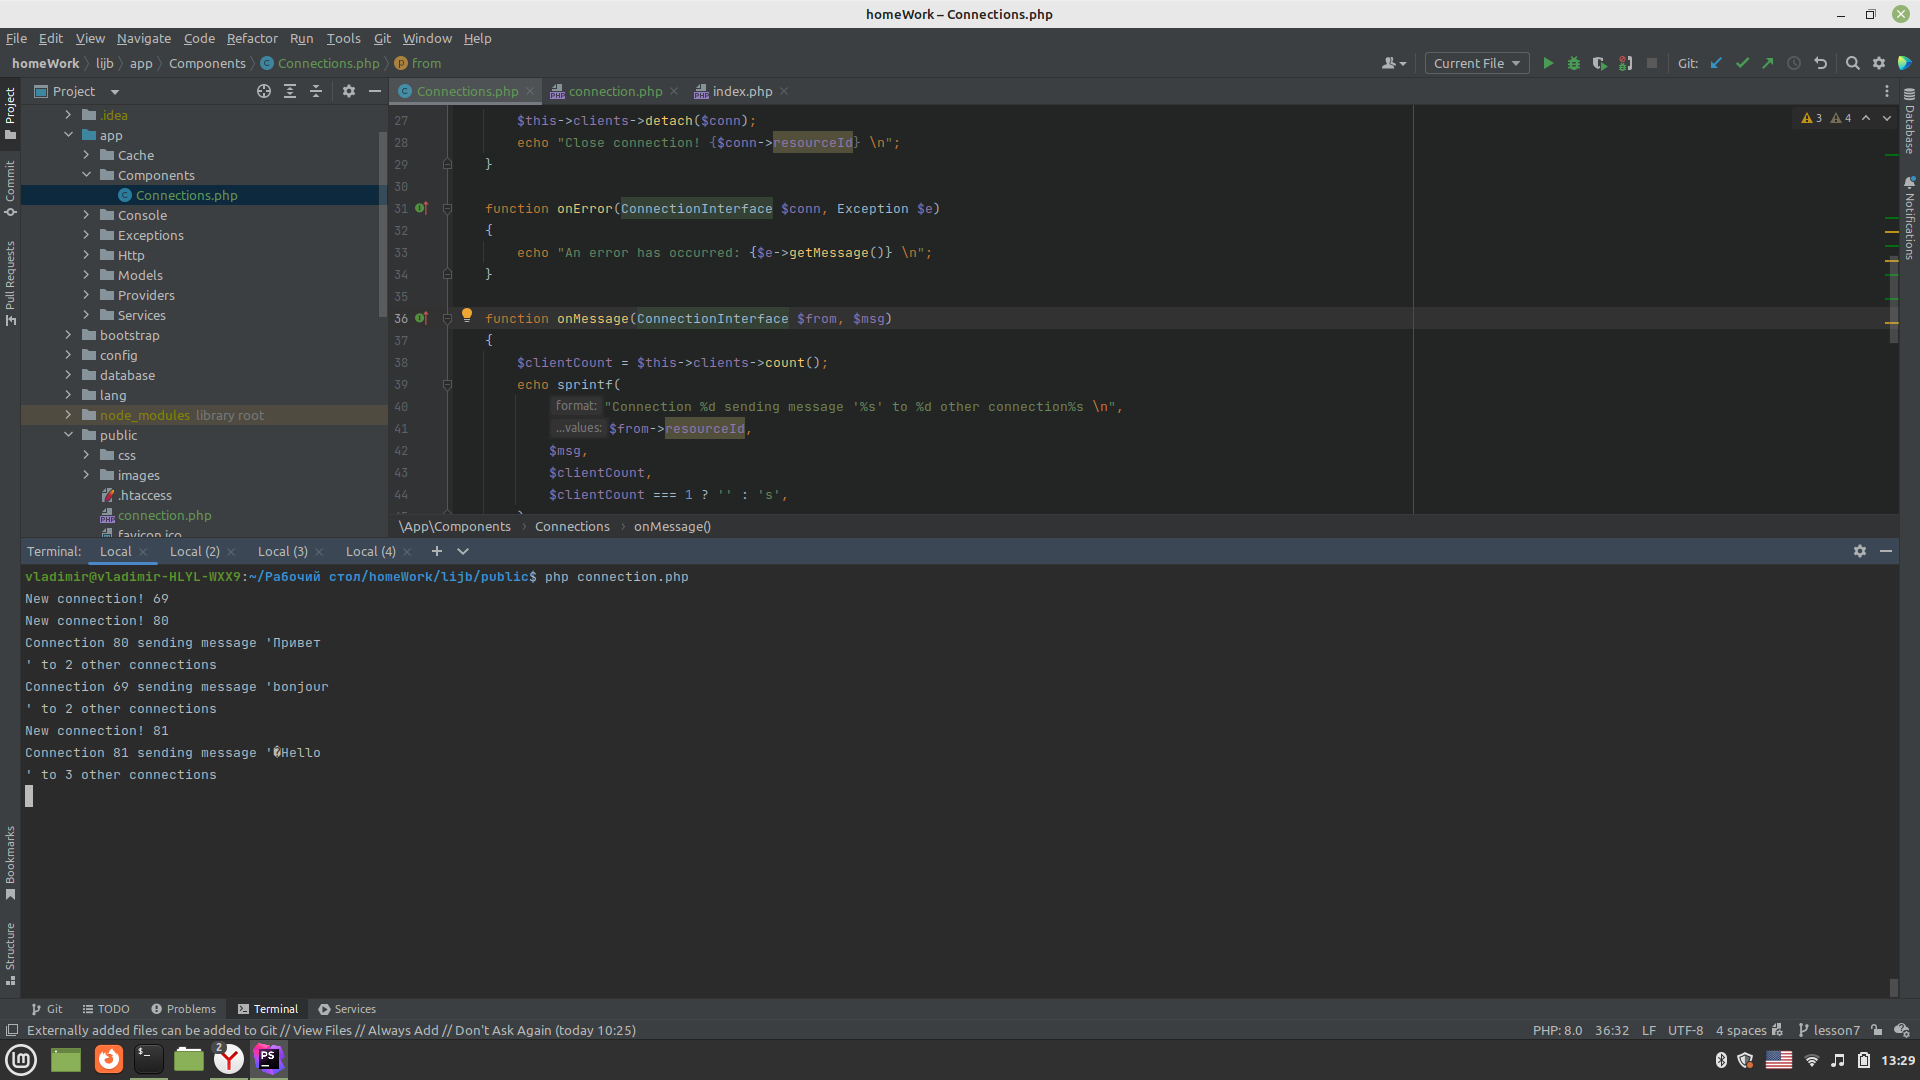 homeWork – Connections.php
File Edit View Navigate Code Refactor Run Tools Git Window Help
homeWork lijb app Components Connections.php from
Current File
Git:
Project
Connections.php connection.php index.php
.idea
app
Cache
Components
Connections.php
Console
Exceptions
Http
Models
Providers
Services
bootstrap
config
database
lang
node_modules library root
public
css
images
.htaccess
connection.php
favicon.ico
Project
Commit
Pull Requests
Bookmarks
Structure
3 4
27 $this->clients->detach($conn);
28 echo "Close connection! {$conn->resourceId} \n";
29 }
30
31 function onError(ConnectionInterface $conn, Exception $e)
32 {
33 echo "An error has occurred: {$e->getMessage()} \n";
34 }
35
36 function onMessage(ConnectionInterface $from, $msg)
37 {
38 $clientCount = $this->clients->count();
39 echo sprintf(
40 format: "Connection %d sending message '%s' to %d other connection%s \n",
41 ...values: $from->resourceId,
42 $msg,
43 $clientCount,
44 $clientCount === 1 ? '' : 's',
\App\Components Connections onMessage()
Database
Notifications
Terminal: Local Local (2) Local (3) Local (4)
vladimir@vladimir-HLYL-WXX9:~/Рабочий стол/homeWork/lijb/public$ php connection.php
New connection! 69
New connection! 80
Connection 80 sending message 'Привет
' to 2 other connections
Connection 69 sending message 'bonjour
' to 2 other connections
New connection! 81
Connection 81 sending message '�Hello
' to 3 other connections
Git TODO Problems Terminal Services
Externally added files can be added to Git // View Files // Always Add // Don't Ask Again (today 10:25)
PHP: 8.0 36:32 LF UTF-8 4 spaces lesson7
2
PS
13:29